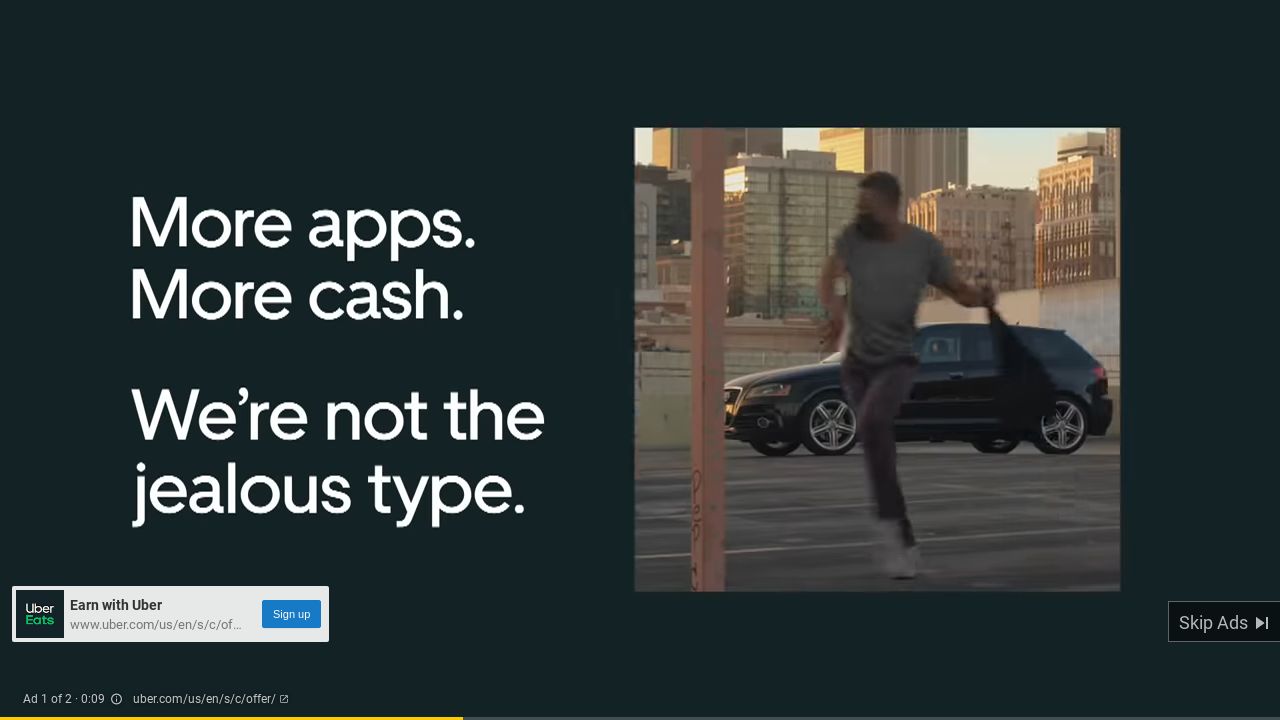 More apps.
More cash.
We're not the
jealous type.
Uber
Eats
Earn with Uber
www.uber.com/us/en/s/c/of...
Sign up
Skip Ads
Ad 1 of 2 · 0:09
uber.com/us/en/s/c/offer/